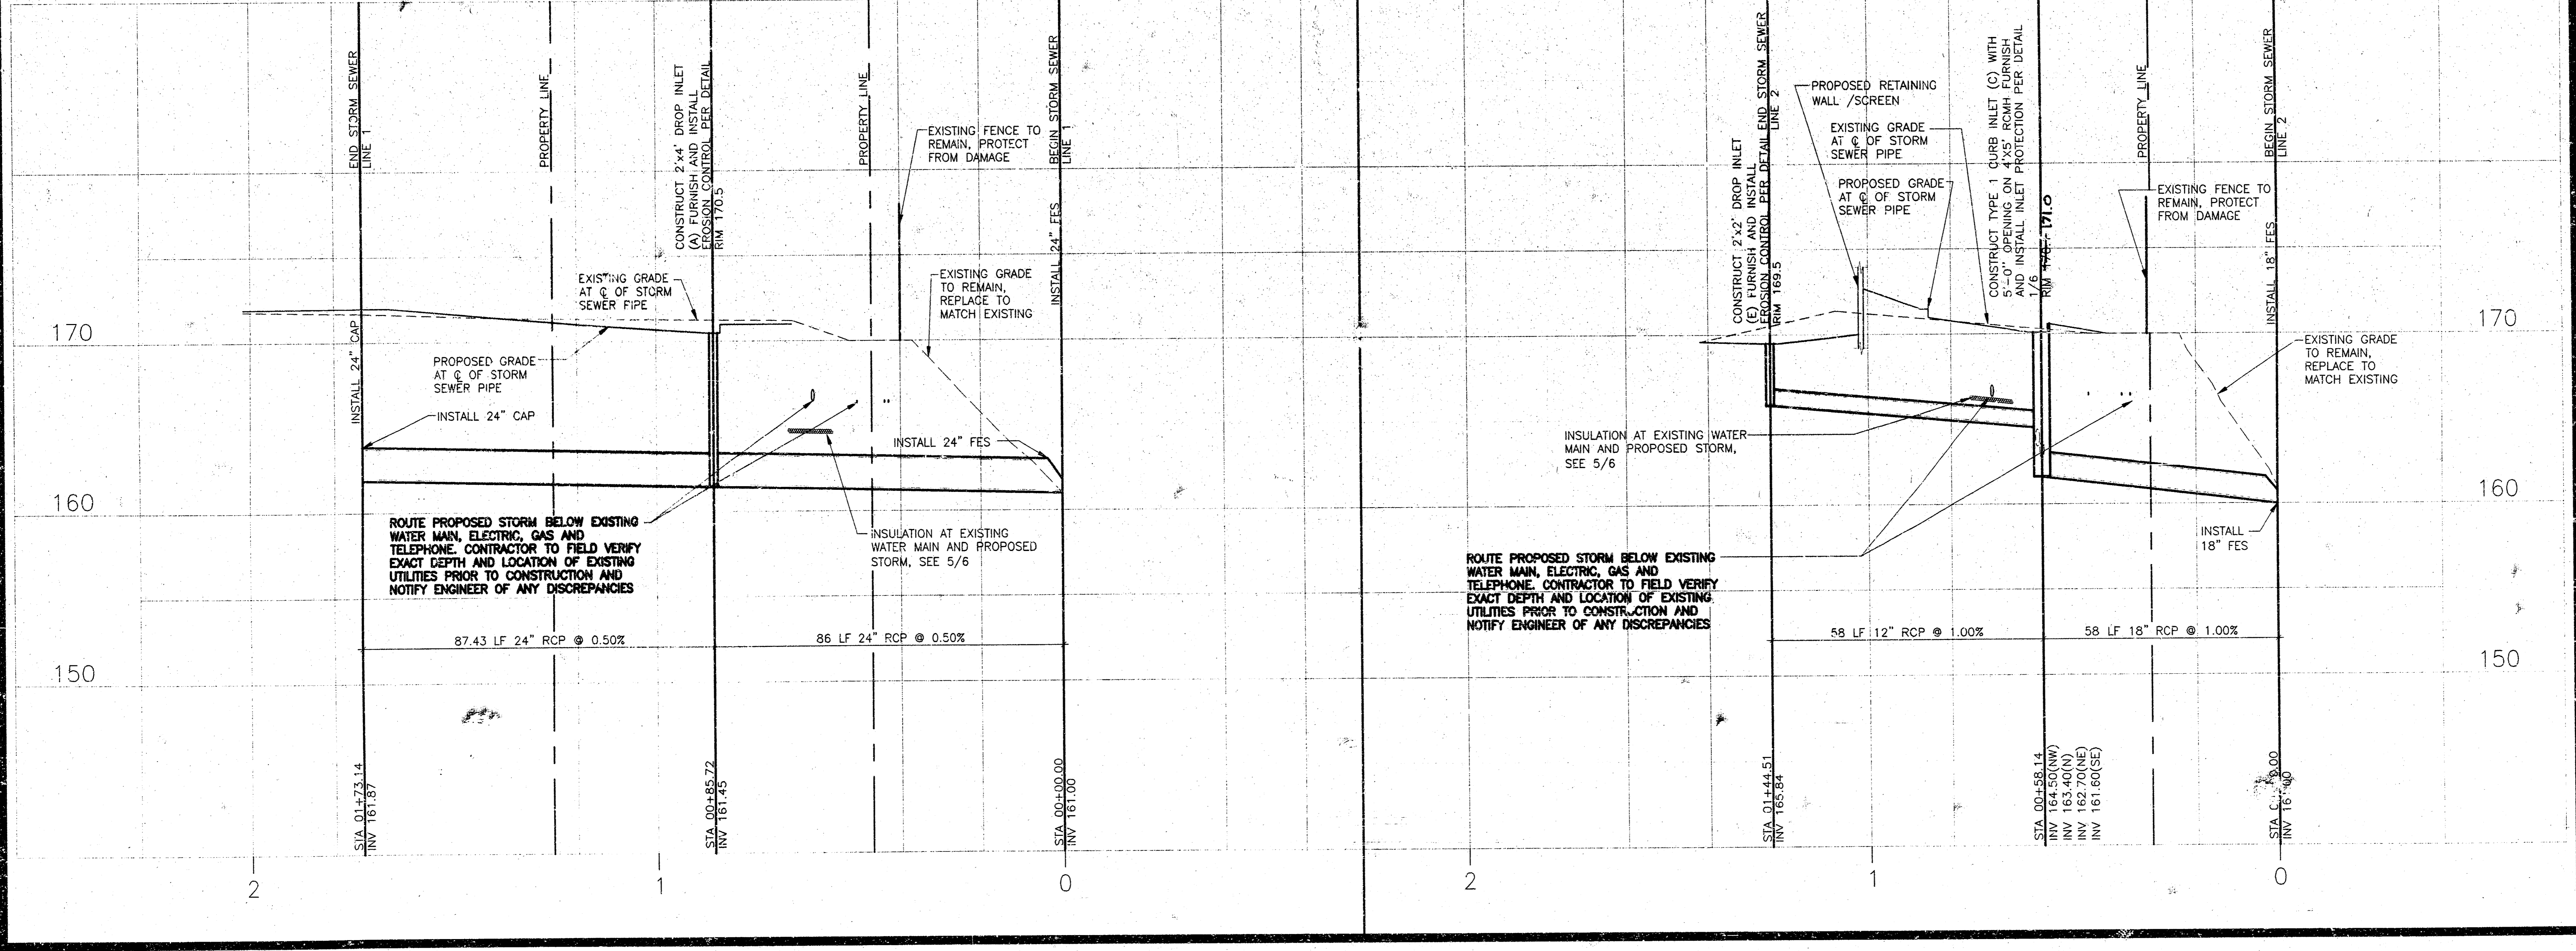 END STORM SEWER
LINE 1
PROPERTY LINE
CONSTRUCT 2'x4' DROP INLET
(A) FURNISH AND INSTALL
EROSION CONTROL PER DETAIL
RIM 170.5
PROPERTY LINE
EXISTING FENCE TO
REMAIN, PROTECT
FROM DAMAGE
BEGIN STORM SEWER
LINE 1
INSTALL 24" FES
EXISTING GRADE
AT ℄ OF STORM
SEWER PIPE
EXISTING GRADE
TO REMAIN,
REPLACE TO
MATCH EXISTING
170
INSTALL 24" CAP
PROPOSED GRADE
AT ℄ OF STORM
SEWER PIPE
INSTALL 24" CAP
INSTALL 24" FES
160
ROUTE PROPOSED STORM BELOW EXISTING
WATER MAIN, ELECTRIC, GAS AND
TELEPHONE. CONTRACTOR TO FIELD VERIFY
EXACT DEPTH AND LOCATION OF EXISTING
UTILITIES PRIOR TO CONSTRUCTION AND
NOTIFY ENGINEER OF ANY DISCREPANCIES
INSULATION AT EXISTING
WATER MAIN AND PROPOSED
STORM, SEE 5/6
87.43 LF 24" RCP @ 0.50%
86 LF 24" RCP @ 0.50%
150
STA 01+73.14
INV 161.87
STA 00+85.72
INV 161.45
STA 00+00.00
INV 161.00
2
1
0
CONSTRUCT 2'x2' DROP INLET
(E) FURNISH AND INSTALL
EROSION CONTROL PER DETAIL
RIM 169.5
END STORM SEWER
LINE 2
PROPOSED RETAINING
WALL /SCREEN
EXISTING GRADE
AT ℄ OF STORM
SEWER PIPE
PROPOSED GRADE
AT ℄ OF STORM
SEWER PIPE
CONSTRUCT TYPE 1 CURB INLET (C) WITH
5'-0" OPENING ON 4'X5' RCMH FURNISH
AND INSTALL INLET PROTECTION PER DETAIL
1/6
RIM 171.0
PROPERTY LINE
EXISTING FENCE TO
REMAIN, PROTECT
FROM DAMAGE
BEGIN STORM SEWER
LINE 2
INSTALL 18" FES
170
EXISTING GRADE
TO REMAIN,
REPLACE TO
MATCH EXISTING
INSULATION AT EXISTING WATER
MAIN AND PROPOSED STORM,
SEE 5/6
160
INSTALL
18" FES
ROUTE PROPOSED STORM BELOW EXISTING
WATER MAIN, ELECTRIC, GAS AND
TELEPHONE. CONTRACTOR TO FIELD VERIFY
EXACT DEPTH AND LOCATION OF EXISTING
UTILITIES PRIOR TO CONSTRUCTION AND
NOTIFY ENGINEER OF ANY DISCREPANCIES
58 LF 12" RCP @ 1.00%
58 LF 18" RCP @ 1.00%
150
STA 01+44.51
INV 165.84
STA 00+58.14
INV 164.50(NW)
INV 163.40(N)
INV 162.70(NE)
INV 161.60(SE)
STA
INV
2
1
0